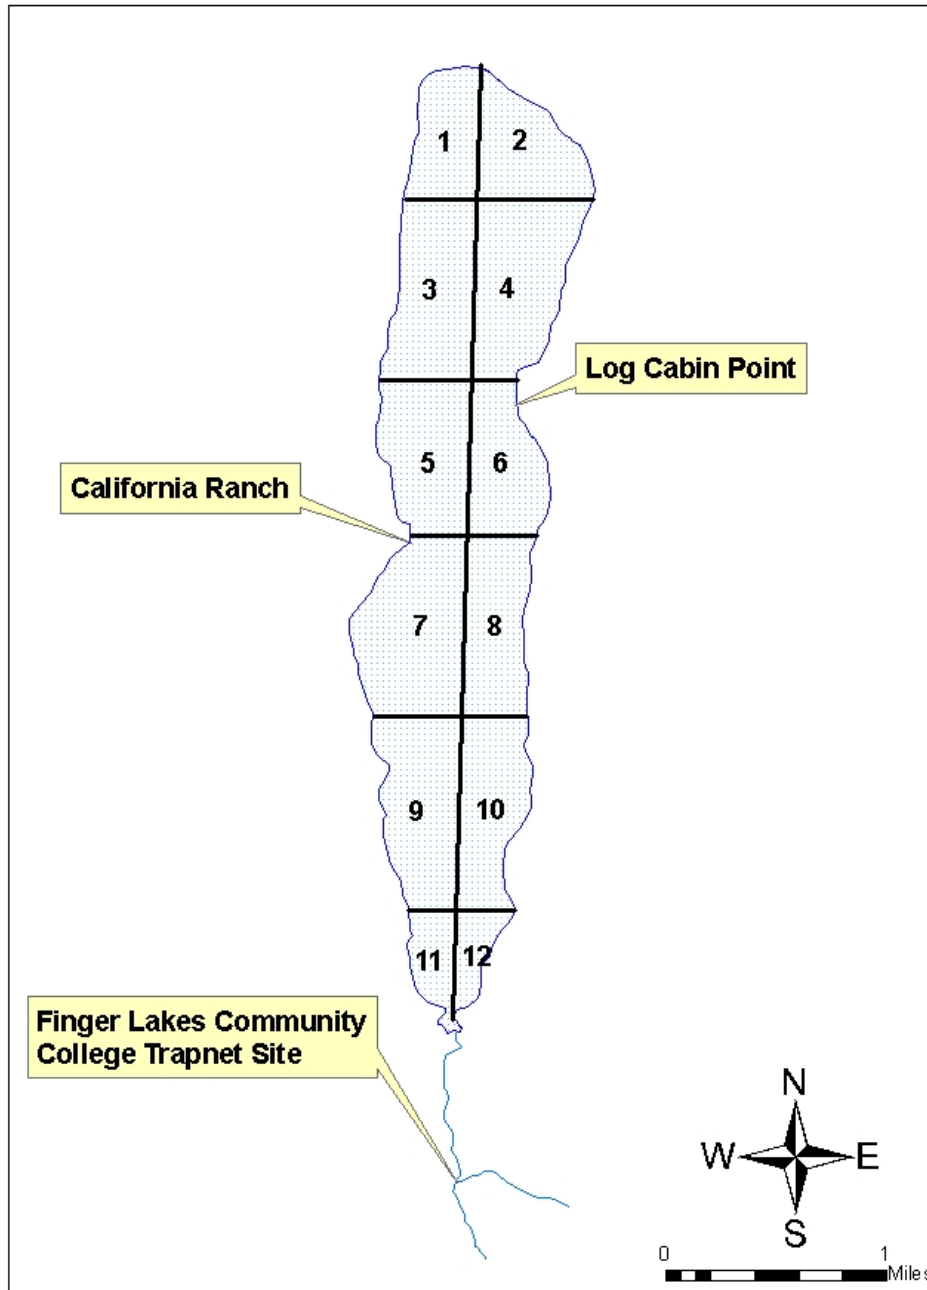 1
2
3
4
Log Cabin Point
5
6
California Ranch
7
8
9
10
11
12
Finger Lakes Community
College Trapnet Site
N
W
E
S
0
1
Miles